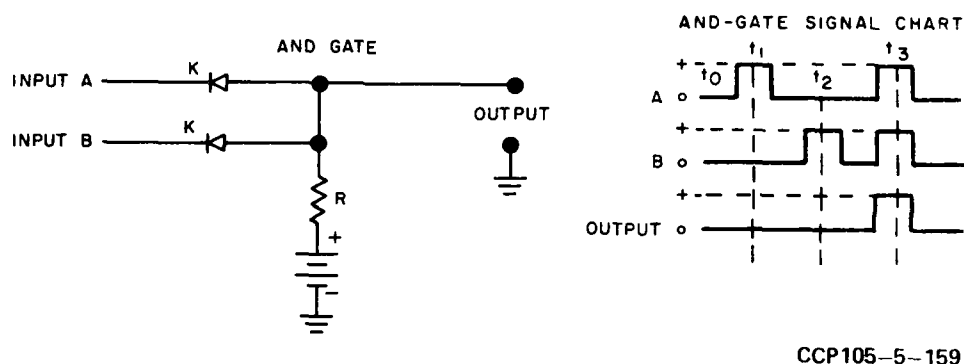 AND GATE
INPUT A
K
INPUT B
K
OUTPUT
R
+
-
AND-GATE SIGNAL CHART
t0 t1 t2 t3
+
A o
+
B o
+
OUTPUT o
CCP105-5-159